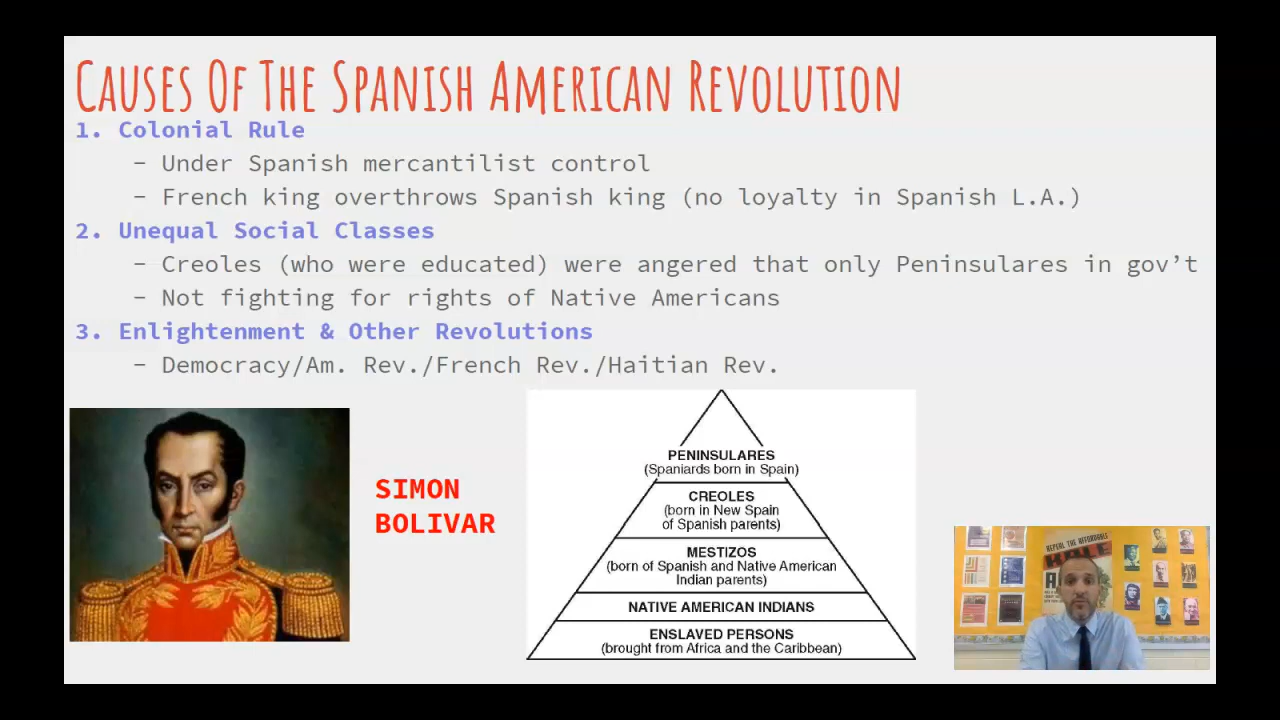 CAUSES OF THE SPANISH AMERICAN REVOLUTION
1. Colonial Rule
- Under Spanish mercantilist control
- French king overthrows Spanish king (no loyalty in Spanish L.A.)
2. Unequal Social Classes
- Creoles (who were educated) were angered that only Peninsulares in gov't
- Not fighting for rights of Native Americans
3. Enlightenment & Other Revolutions
- Democracy/Am. Rev./French Rev./Haitian Rev.
SIMON
BOLIVAR
PENINSULARES
(Spaniards born in Spain)
CREOLES
(born in New Spain
of Spanish parents)
MESTIZOS
(born of Spanish and Native American
Indian parents)
NATIVE AMERICAN INDIANS
ENSLAVED PERSONS
(brought from Africa and the Caribbean)
REPEAL THE